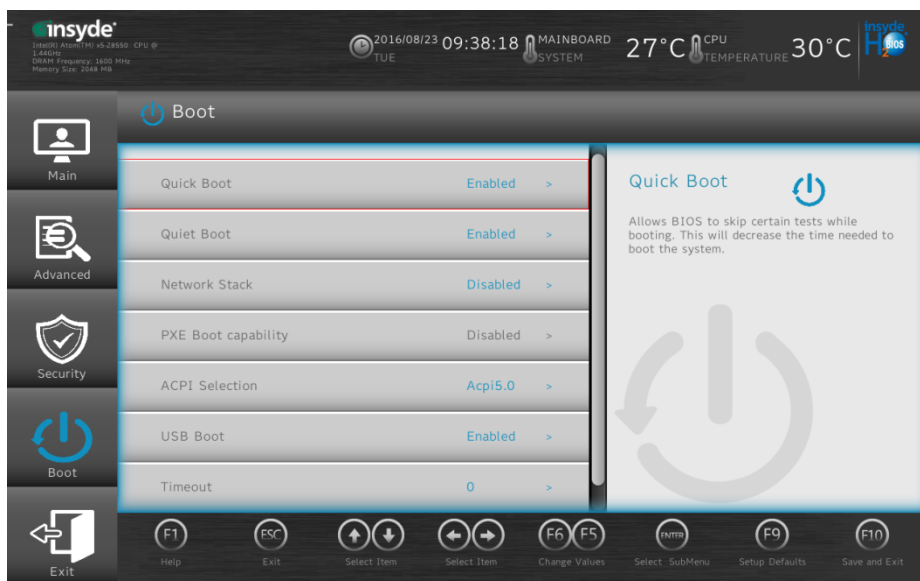 insyde
Intel(R) Atom(TM) x5-Z8550 CPU @
1.44GHz
DRAM Frequency: 1600 MHz
Memory Size: 2048 MB
2016/08/23 09:38:18
TUE
MAINBOARD
SYSTEM
27°C
CPU
TEMPERATURE
30°C
insyde
H2O BIOS
Main
Advanced
Security
Boot
Exit
Boot
Quick Boot Enabled >
Quiet Boot Enabled >
Network Stack Disabled >
PXE Boot capability Disabled >
ACPI Selection Acpi5.0 >
USB Boot Enabled >
Timeout 0 >
Quick Boot
Allows BIOS to skip certain tests while
booting. This will decrease the time needed to
boot the system.
F1 Help
ESC Exit
Select Item
Select Item
F6 F5 Change Values
ENTER Select SubMenu
F9 Setup Defaults
F10 Save and Exit